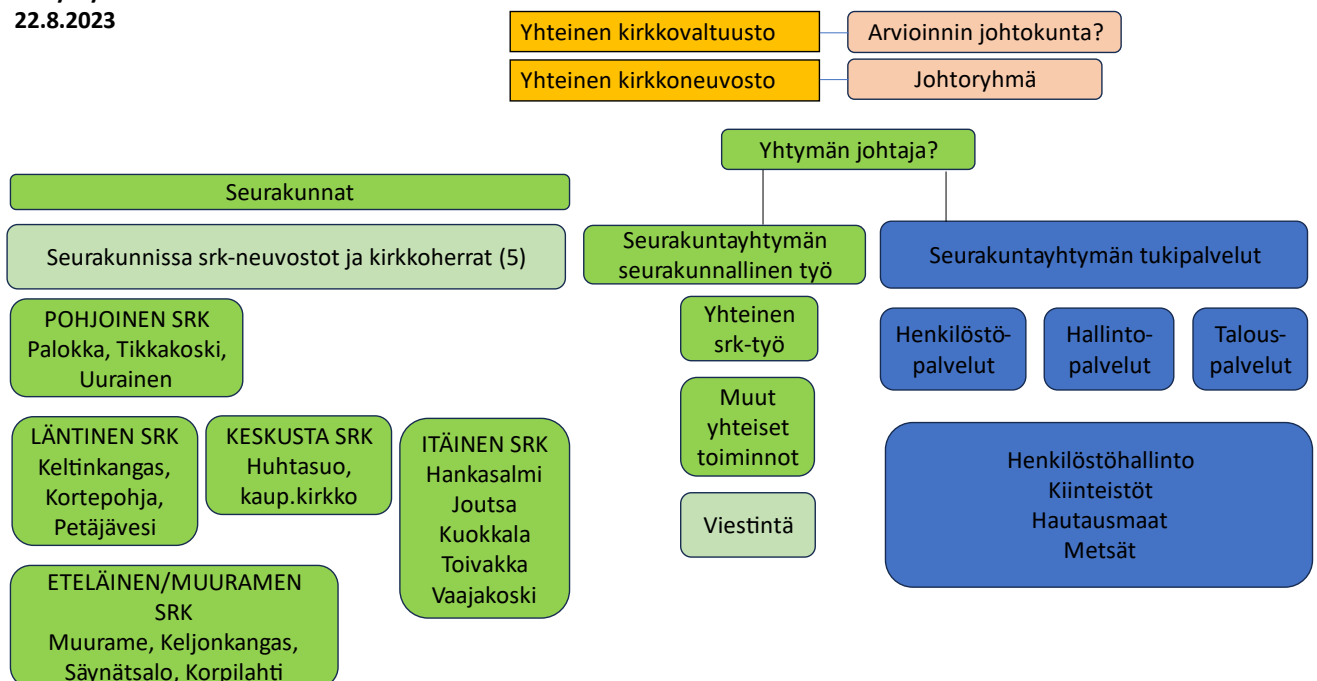 22.8.2023
Yhteinen kirkkovaltuusto
Arvioinnin johtokunta?
Yhteinen kirkkoneuvosto
Johtoryhmä
Yhtymän johtaja?
Seurakunnat
Seurakunnissa srk-neuvostot ja kirkkoherrat (5)
POHJOINEN SRK
Palokka, Tikkakoski,
Uurainen
LÄNTINEN SRK
Keltinkangas,
Kortepohja,
Petäjävesi
KESKUSTA SRK
Huhtasuo,
kaup.kirkko
ITÄINEN SRK
Hankasalmi
Joutsa
Kuokkala
Toivakka
Vaajakoski
ETELÄINEN/MUURAMEN
SRK
Muurame, Keljonkangas,
Säynätsalo, Korpilahti
Seurakuntayhtymän
seurakunnallinen työ
Yhteinen
srk-työ
Muut
yhteiset
toiminnot
Viestintä
Seurakuntayhtymän tukipalvelut
Henkilöstö-
palvelut
Hallinto-
palvelut
Talous-
palvelut
Henkilöstöhallinto
Kiinteistöt
Hautausmaat
Metsät